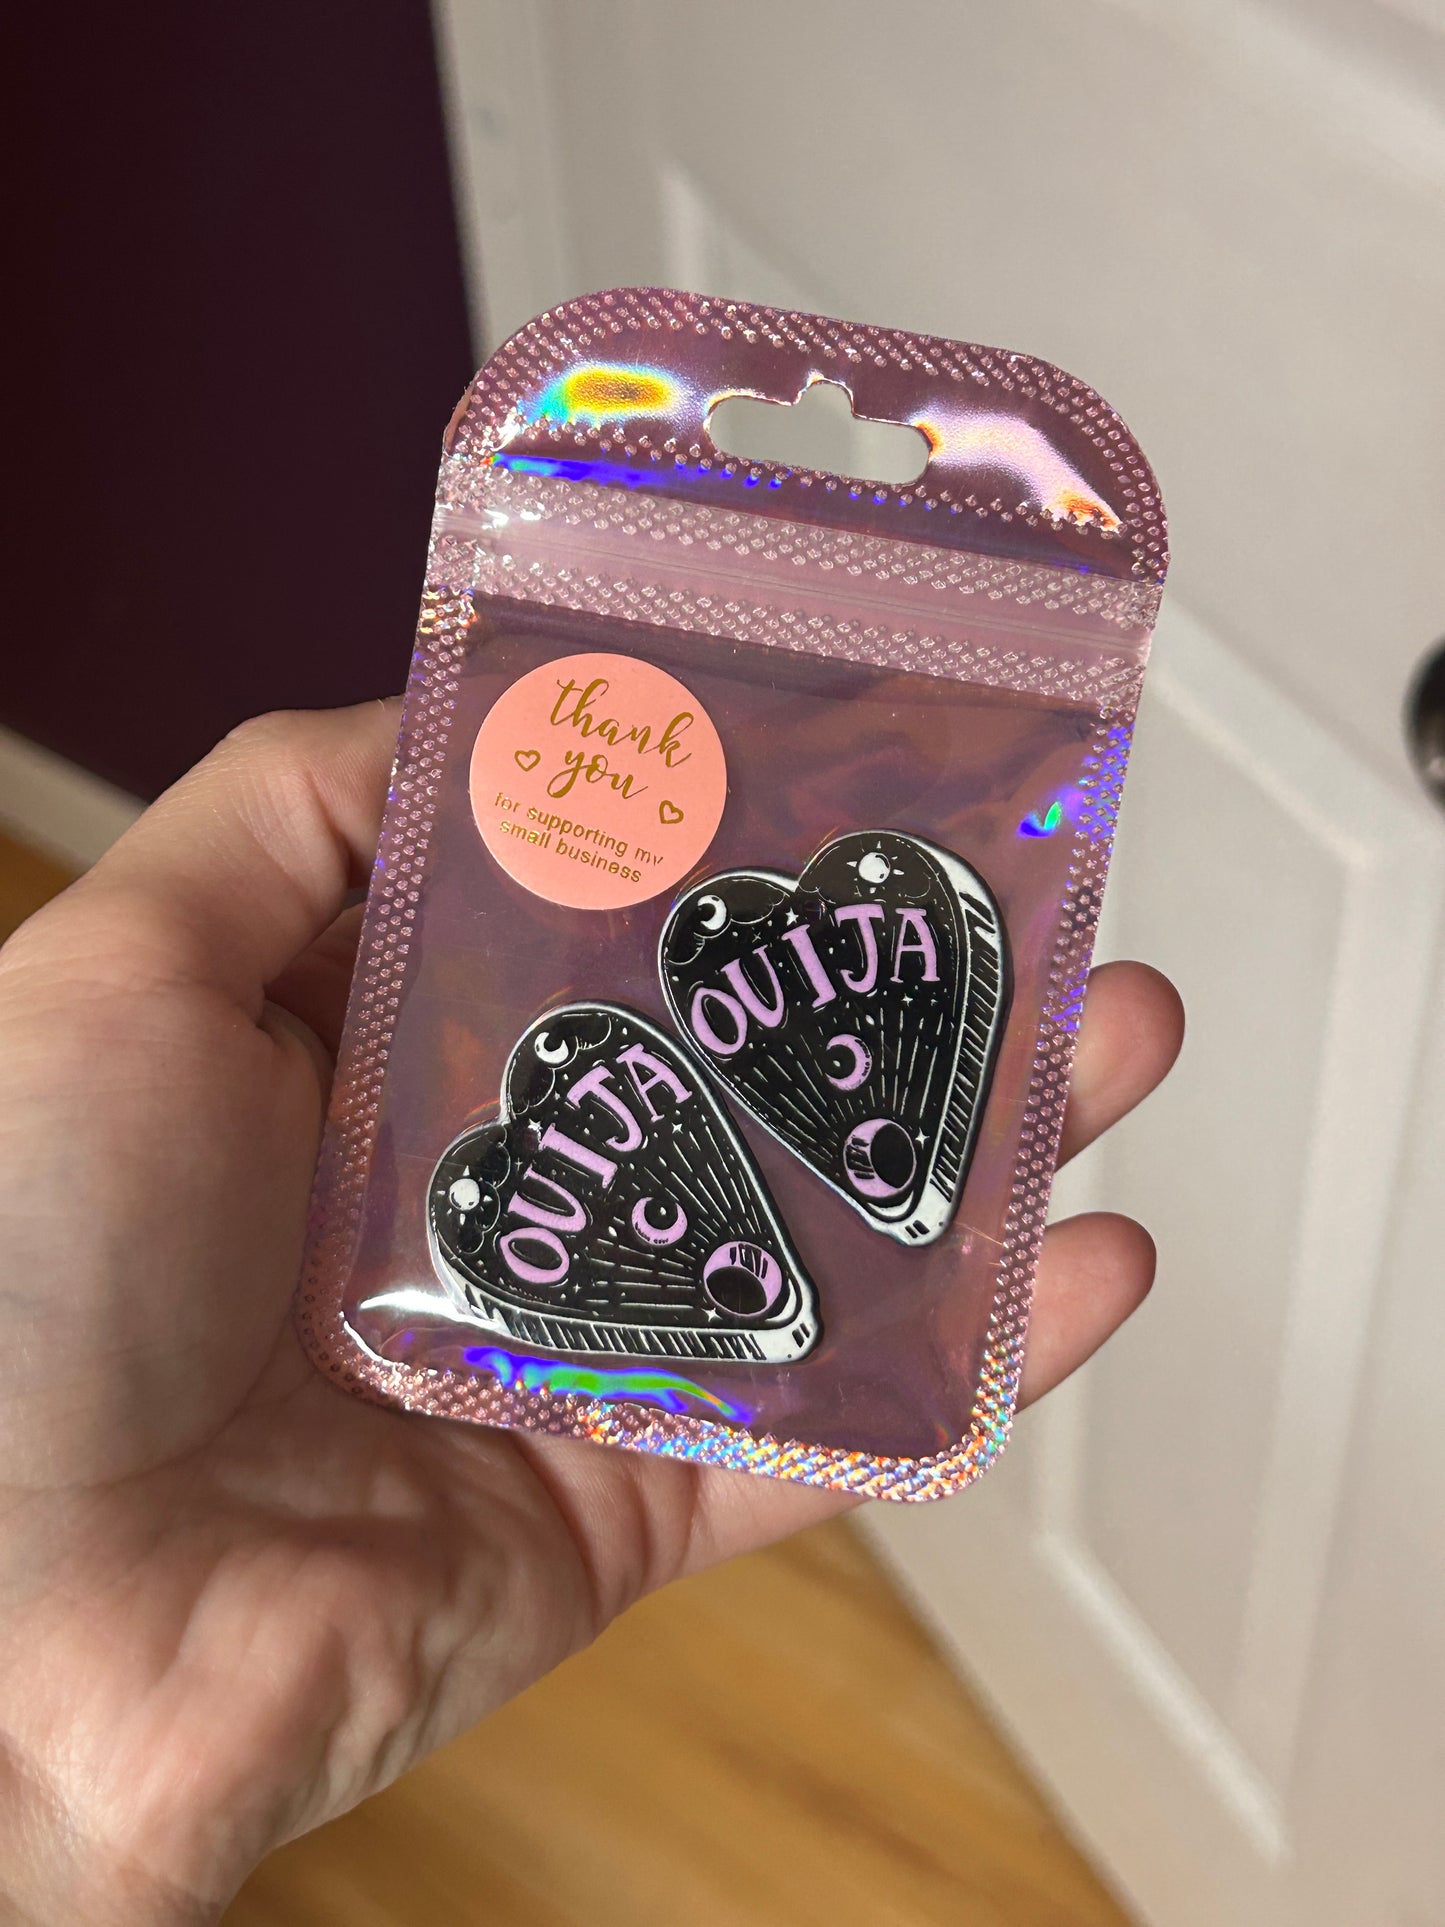 thank
you
for supporting my
small business
OUIJA
OUIJA